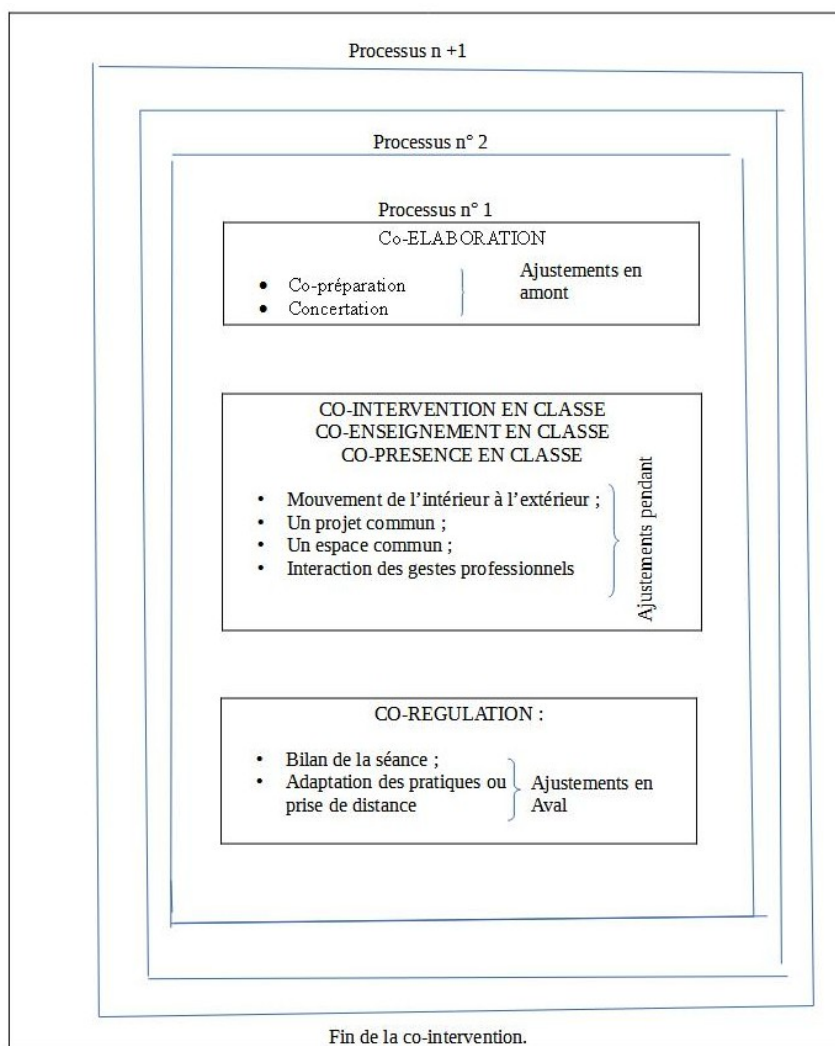 Processus n +1
Processus n° 2
Processus n° 1
Co-ELABORATION
• Co-préparation
• Concertation
Ajustements en
amont
CO-INTERVENTION EN CLASSE
CO-ENSEIGNEMENT EN CLASSE
CO-PRESENCE EN CLASSE
• Mouvement de l’intérieur à l’extérieur ;
• Un projet commun ;
• Un espace commun ;
• Interaction des gestes professionnels
Ajustements pendant
CO-REGULATION :
• Bilan de la séance ;
• Adaptation des pratiques ou
prise de distance
Ajustements en
Aval
Fin de la co-intervention.